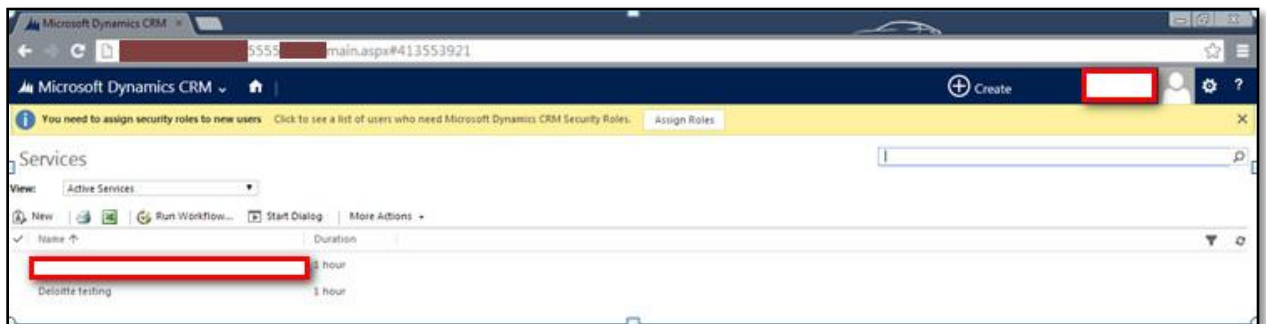 Microsoft Dynamics CRM
5555 main.aspx#413553921
Microsoft Dynamics CRM Create ?
You need to assign security roles to new users Click to see a list of users who need Microsoft Dynamics CRM Security Roles. Assign Roles
Services
View: Active Services
New Run Workflow... Start Dialog More Actions
Name Duration
1 hour
Deloitte testing 1 hour